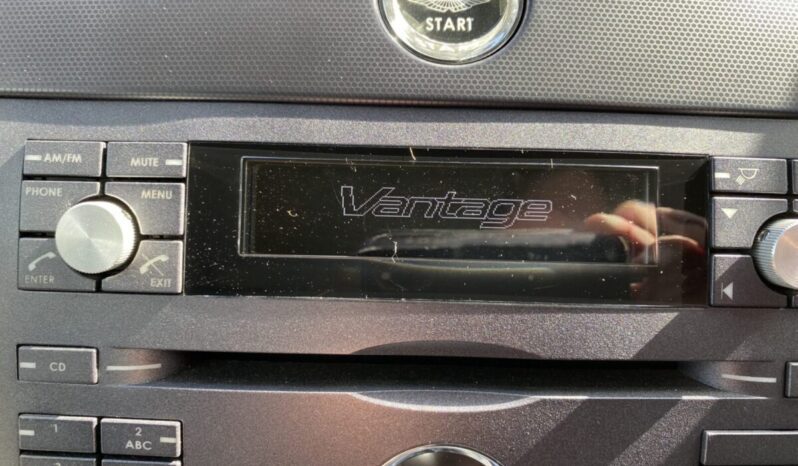 START
AM/FM
MUTE
PHONE
MENU
Vantage
ENTER
EXIT
CD
1
2
ABC